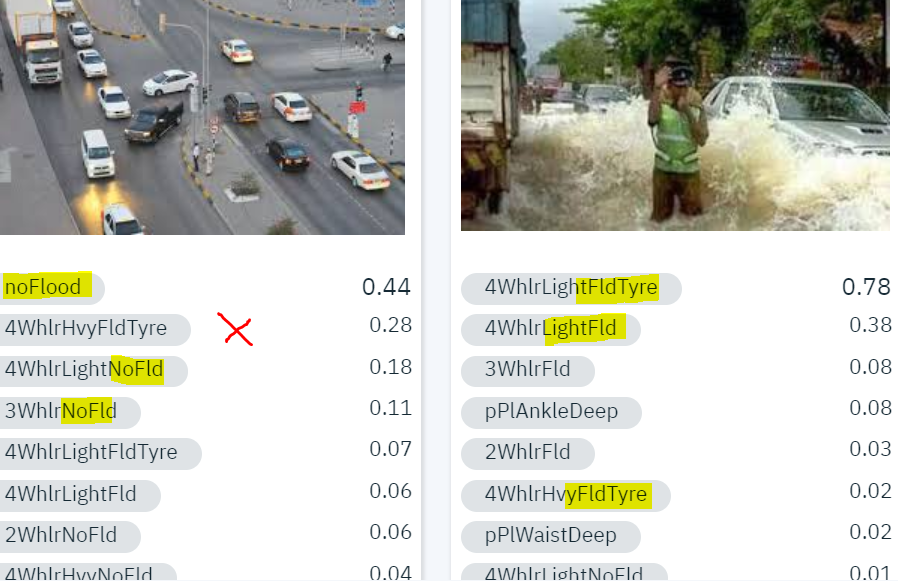 noFlood 0.44
4WhlrHvyFldTyre 0.28
4WhlrLightNoFld 0.18
3WhlrNoFld 0.11
4WhlrLightFldTyre 0.07
4WhlrLightFld 0.06
2WhlrNoFld 0.06
4WhlrHvyNoFld 0.04
4WhlrLightFldTyre 0.78
4WhlrLightFld 0.38
3WhlrFld 0.08
pPlAnkleDeep 0.08
2WhlrFld 0.03
4WhlrHvyFldTyre 0.02
pPlWaistDeep 0.02
4WhlrLightNoFld 0.01